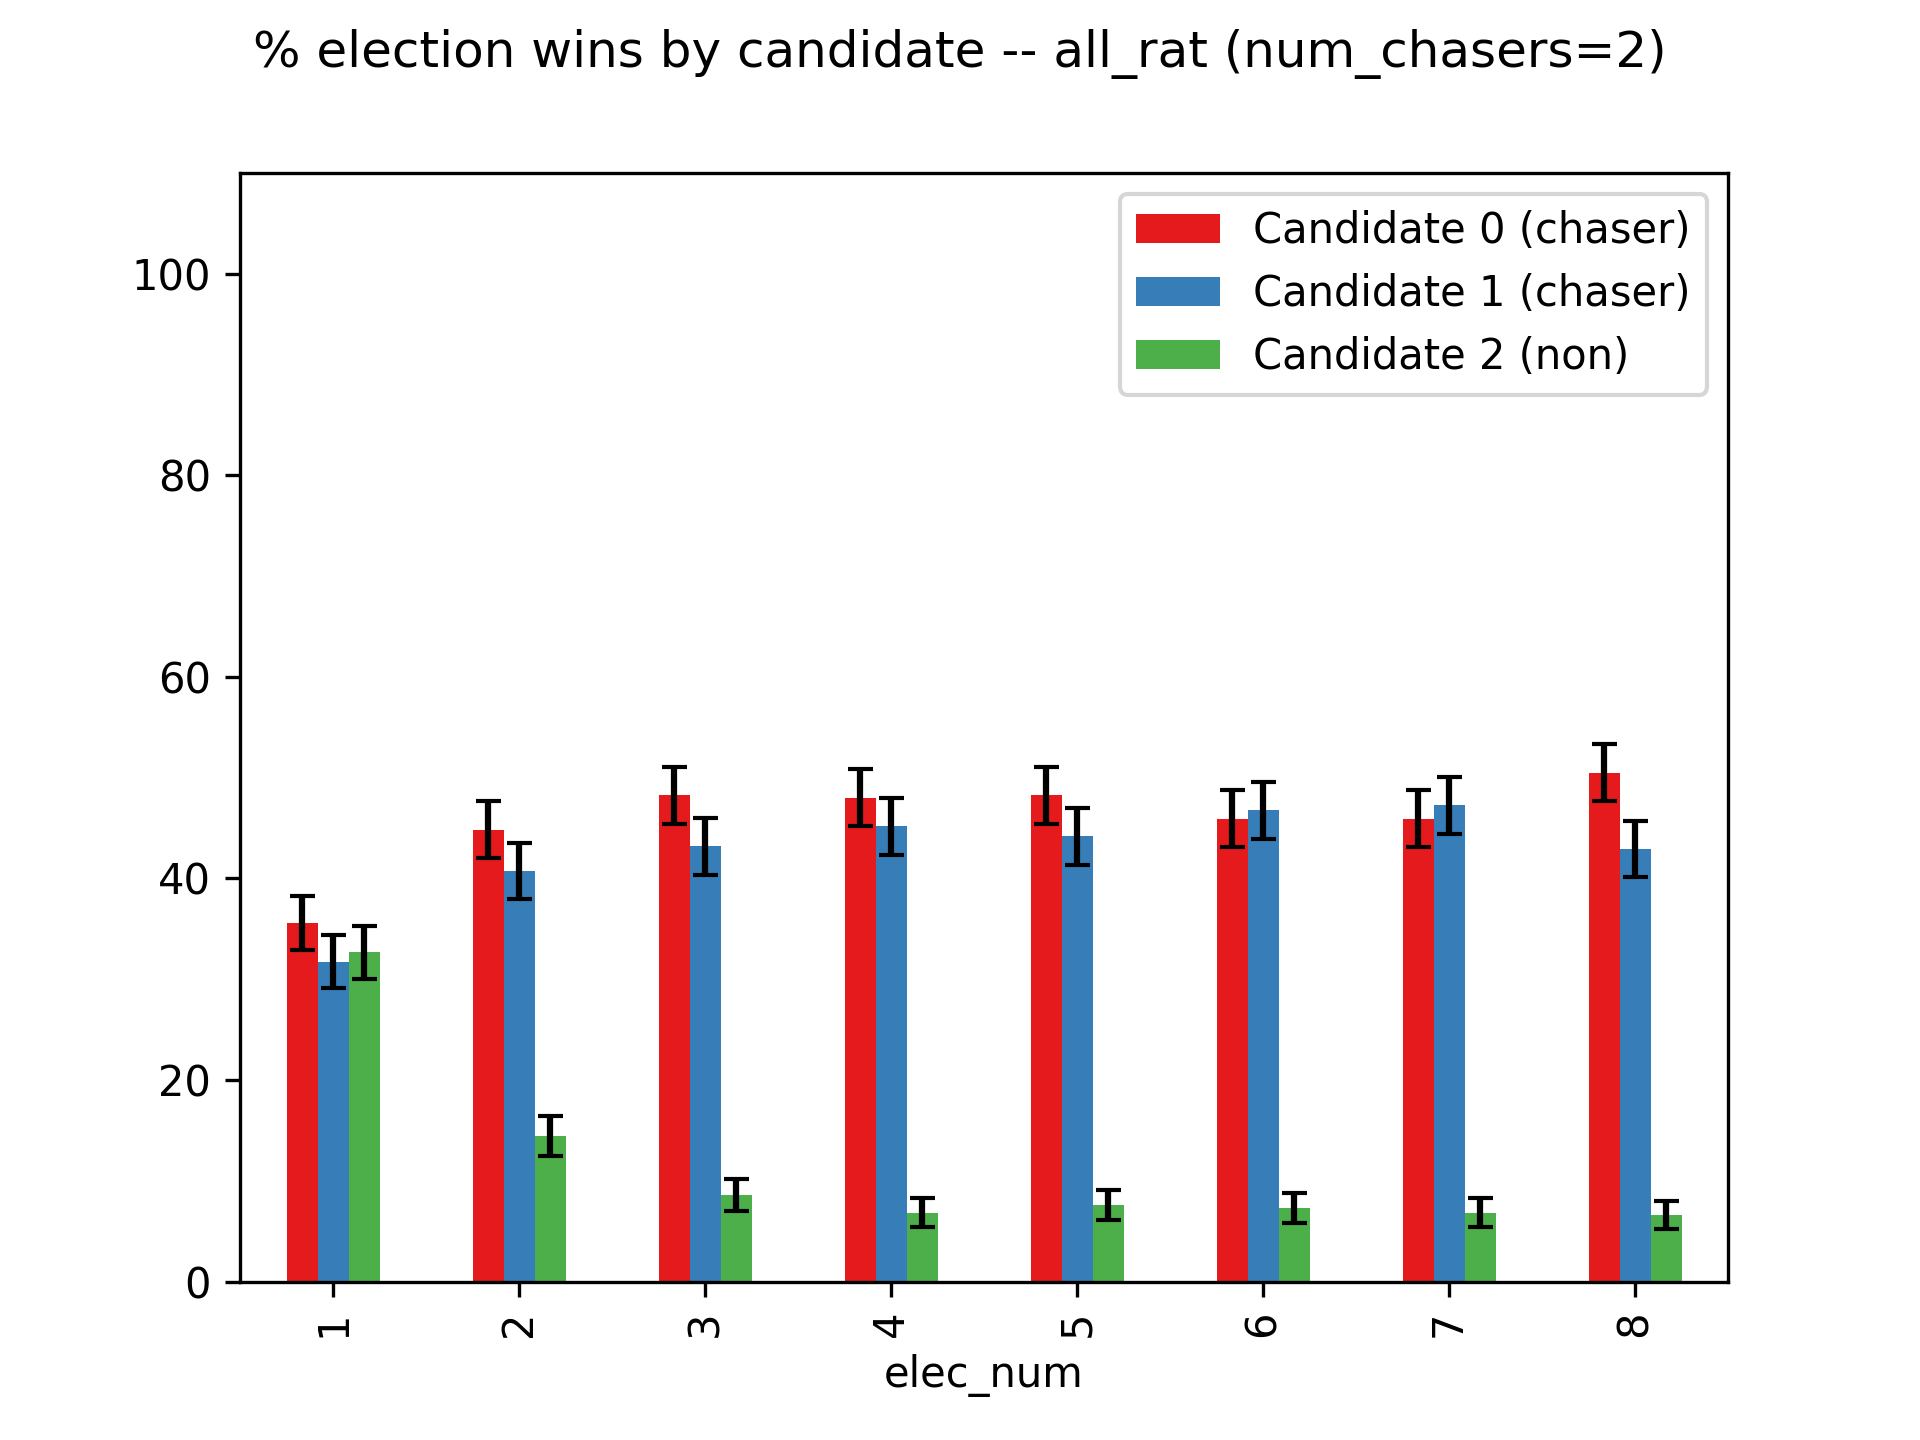 % election wins by candidate -- all_rat (num_chasers=2)
Candidate 0 (chaser)
Candidate 1 (chaser)
Candidate 2 (non)
100
80
60
40
20
0
1 2 3 4 5 6 7 8
elec_num